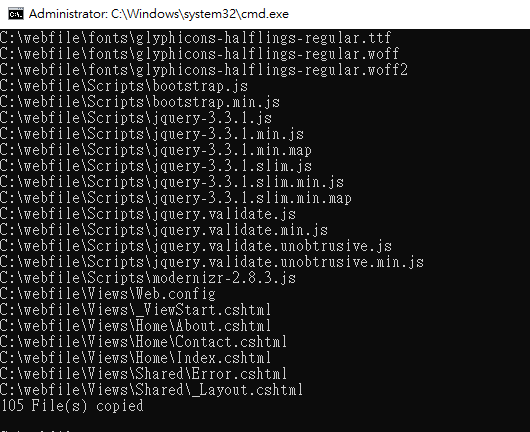 Administrator: C:\Windows\system32\cmd.exe
C:\webfile\fonts\glyphicons-halflings-regular.ttf
C:\webfile\fonts\glyphicons-halflings-regular.woff
C:\webfile\fonts\glyphicons-halflings-regular.woff2
C:\webfile\Scripts\bootstrap.js
C:\webfile\Scripts\bootstrap.min.js
C:\webfile\Scripts\jquery-3.3.1.js
C:\webfile\Scripts\jquery-3.3.1.min.js
C:\webfile\Scripts\jquery-3.3.1.min.map
C:\webfile\Scripts\jquery-3.3.1.slim.js
C:\webfile\Scripts\jquery-3.3.1.slim.min.js
C:\webfile\Scripts\jquery-3.3.1.slim.min.map
C:\webfile\Scripts\jquery.validate.js
C:\webfile\Scripts\jquery.validate.min.js
C:\webfile\Scripts\jquery.validate.unobtrusive.js
C:\webfile\Scripts\jquery.validate.unobtrusive.min.js
C:\webfile\Scripts\modernizr-2.8.3.js
C:\webfile\Views\Web.config
C:\webfile\Views\_ViewStart.cshtml
C:\webfile\Views\Home\About.cshtml
C:\webfile\Views\Home\Contact.cshtml
C:\webfile\Views\Home\Index.cshtml
C:\webfile\Views\Shared\Error.cshtml
C:\webfile\Views\Shared\_Layout.cshtml
105 File(s) copied